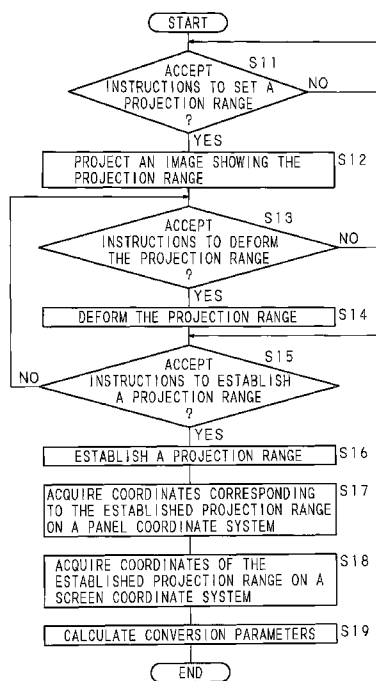 START
ACCEPT
INSTRUCTIONS TO SET A
PROJECTION RANGE
?
S11
NO
YES
PROJECT AN IMAGE SHOWING THE
PROJECTION RANGE
S12
ACCEPT
INSTRUCTIONS TO DEFORM
THE PROJECTION RANGE
?
S13
NO
YES
DEFORM THE PROJECTION RANGE
S14
ACCEPT
INSTRUCTIONS TO ESTABLISH
A PROJECTION RANGE
?
S15
NO
YES
ESTABLISH A PROJECTION RANGE
S16
ACQUIRE COORDINATES CORRESPONDING
TO THE ESTABLISHED PROJECTION RANGE
ON A PANEL COORDINATE SYSTEM
S17
ACQUIRE COORDINATES OF THE
ESTABLISHED PROJECTION RANGE ON A
SCREEN COORDINATE SYSTEM
S18
CALCULATE CONVERSION PARAMETERS
S19
END